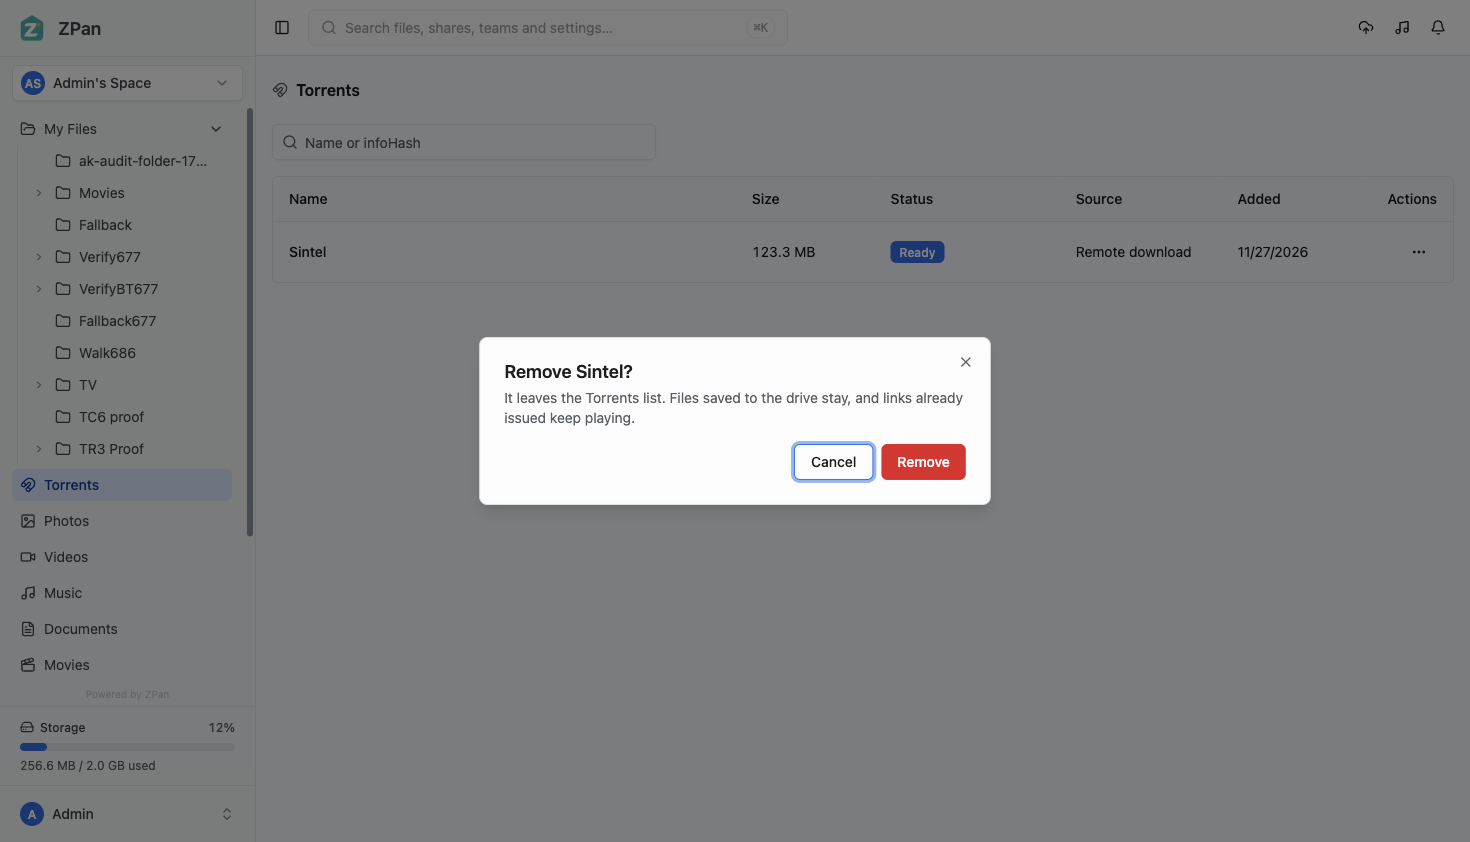 ZPan
Search files, shares, teams and settings...
⌘K
AS
Admin's Space
My Files
ak-audit-folder-17...
Movies
Fallback
Verify677
VerifyBT677
Fallback677
Walk686
TV
TC6 proof
TR3 Proof
Torrents
Photos
Videos
Music
Documents
Movies
Powered by ZPan
Storage 12%
256.6 MB / 2.0 GB used
A
Admin
Torrents
Name or infoHash
Name Size Status Source Added Actions
Sintel 123.3 MB Ready Remote download 11/27/2026
Remove Sintel?
It leaves the Torrents list. Files saved to the drive stay, and links already
issued keep playing.
Cancel Remove